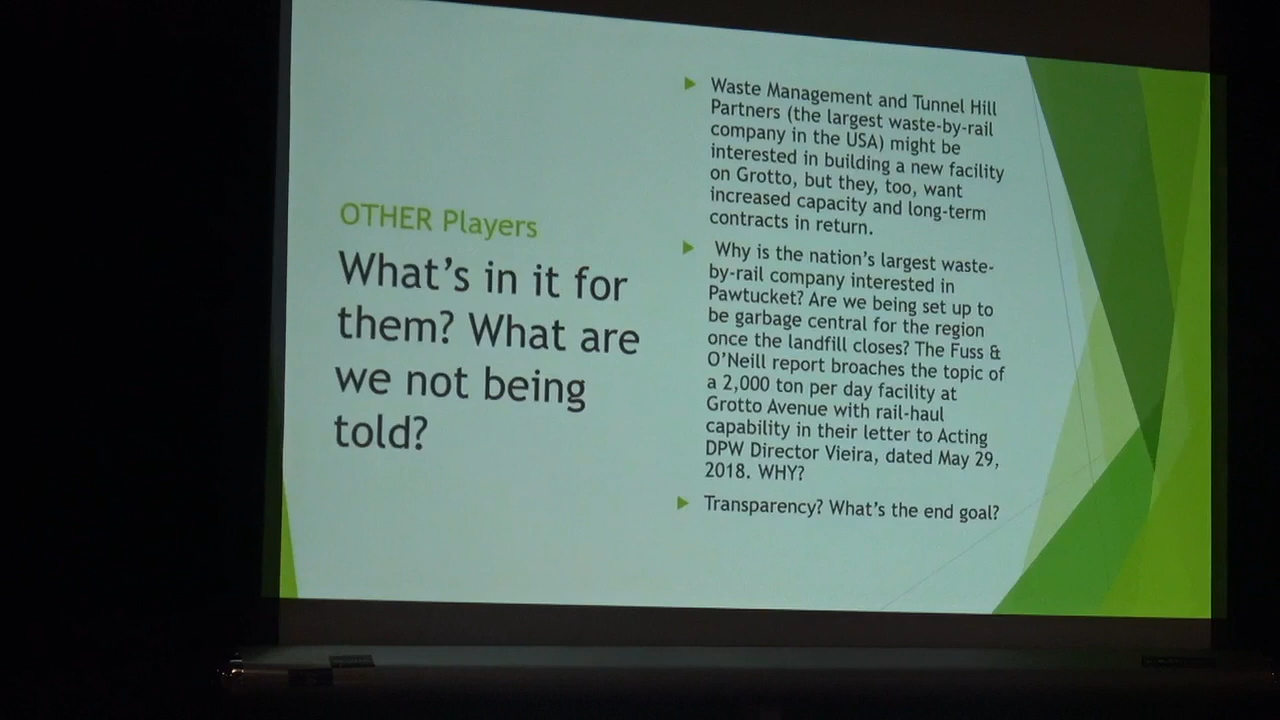 OTHER Players
What's in it for
them? What are
we not being
told?
Waste Management and Tunnel Hill
Partners (the largest waste-by-rail
company in the USA) might be
interested in building a new facility
on Grotto, but they, too, want
increased capacity and long-term
contracts in return.
Why is the nation's largest waste-
by-rail company interested in
Pawtucket? Are we being set up to
be garbage central for the region
once the landfill closes? The Fuss &
O'Neill report broaches the topic of
a 2,000 ton per day facility at
Grotto Avenue with rail-haul
capability in their letter to Acting
DPW Director Vieira, dated May 29,
2018. WHY?
Transparency? What's the end goal?